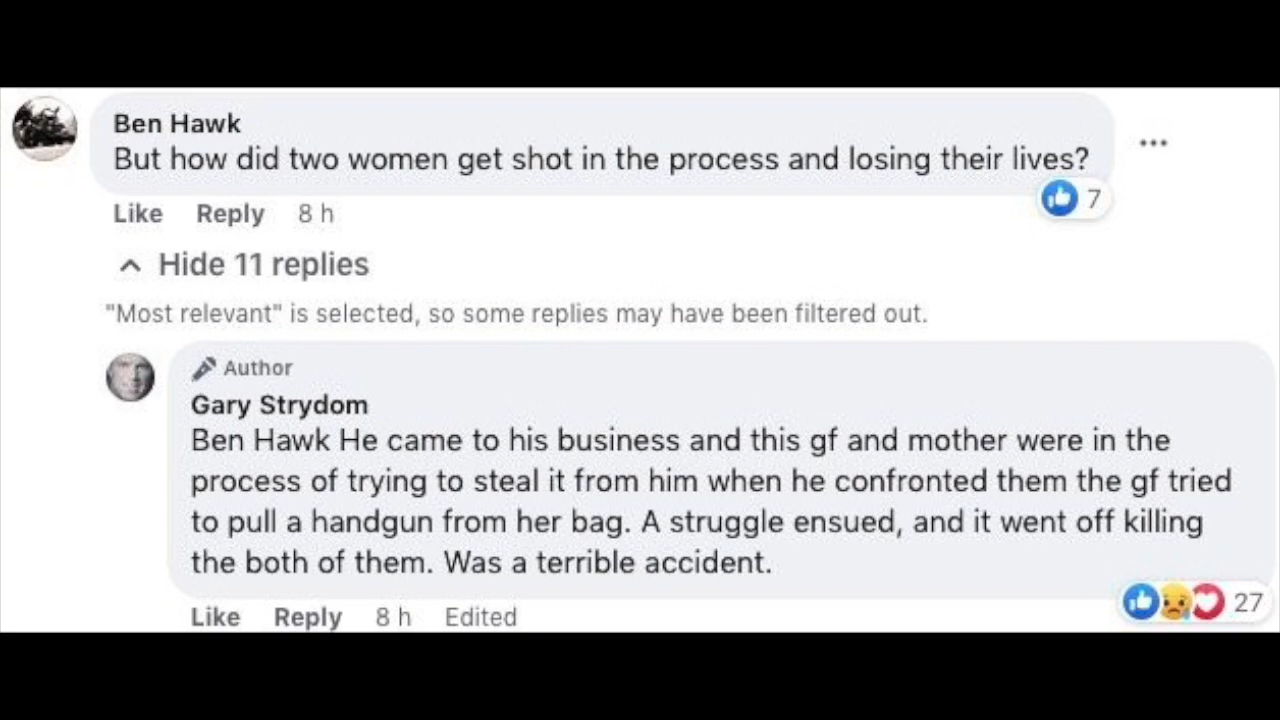 Ben Hawk
But how did two women get shot in the process and losing their lives?
7
Like Reply 8 h
Hide 11 replies
"Most relevant" is selected, so some replies may have been filtered out.
Author
Gary Strydom
Ben Hawk He came to his business and this gf and mother were in the
process of trying to steal it from him when he confronted them the gf tried
to pull a handgun from her bag. A struggle ensued, and it went off killing
the both of them. Was a terrible accident.
27
Like Reply 8 h Edited